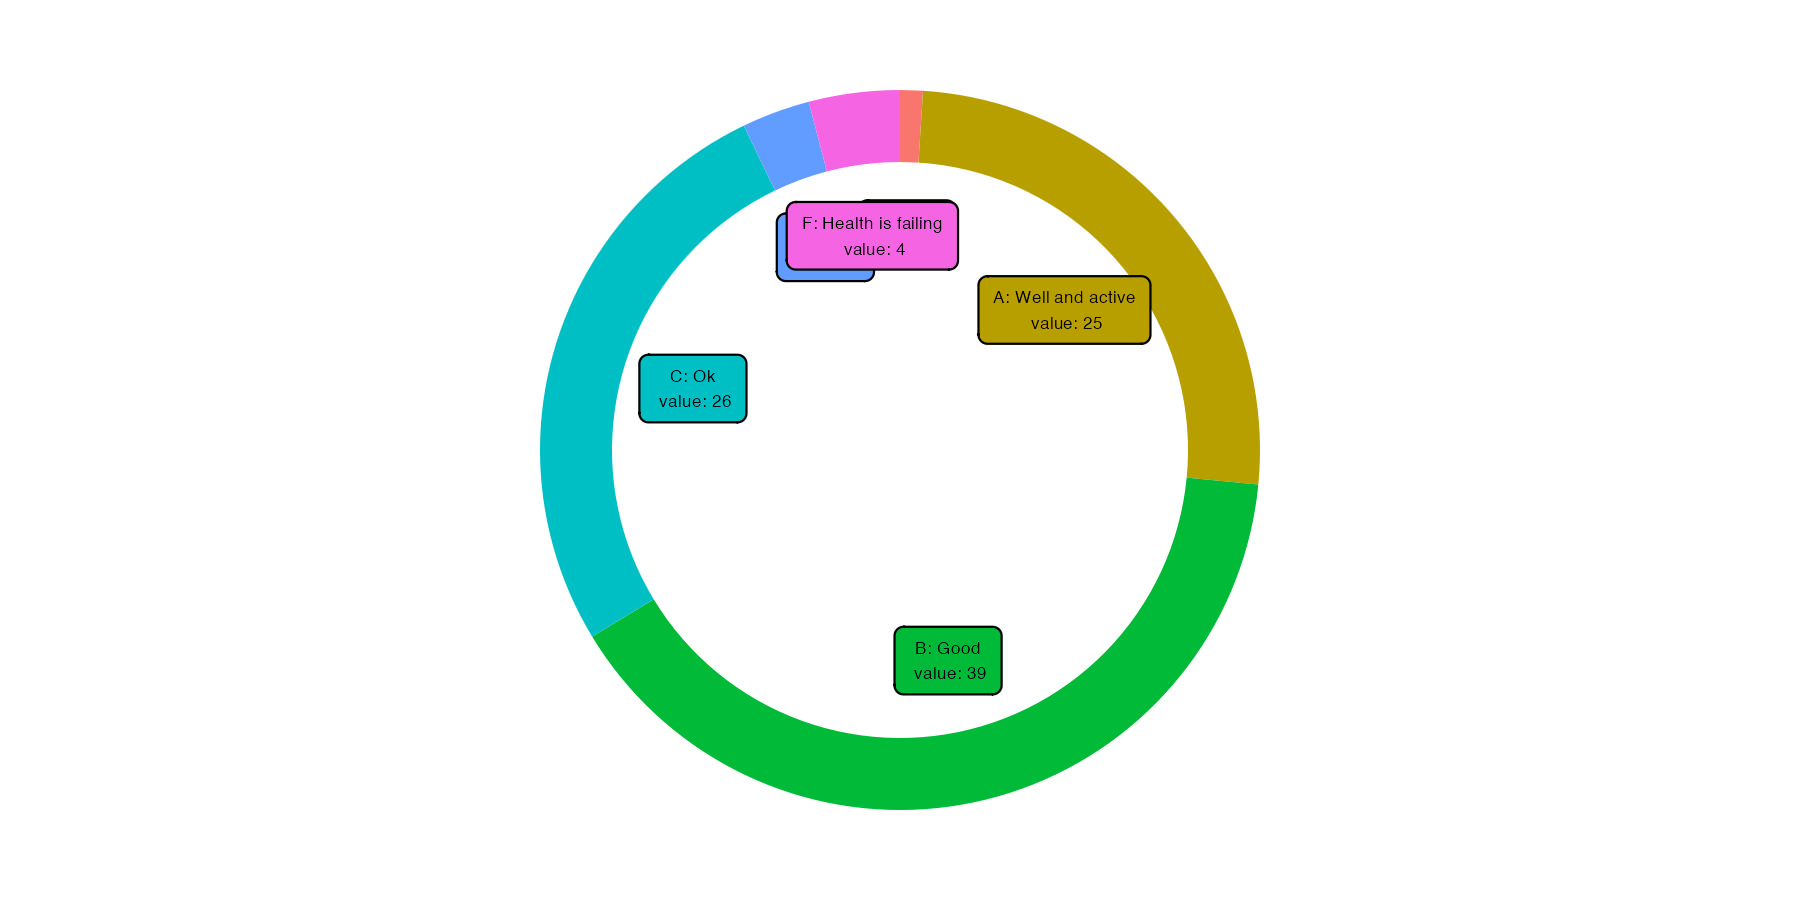 F: Health is failing
value: 4
A: Well and active
value: 25
C: Ok
value: 26
B: Good
value: 39